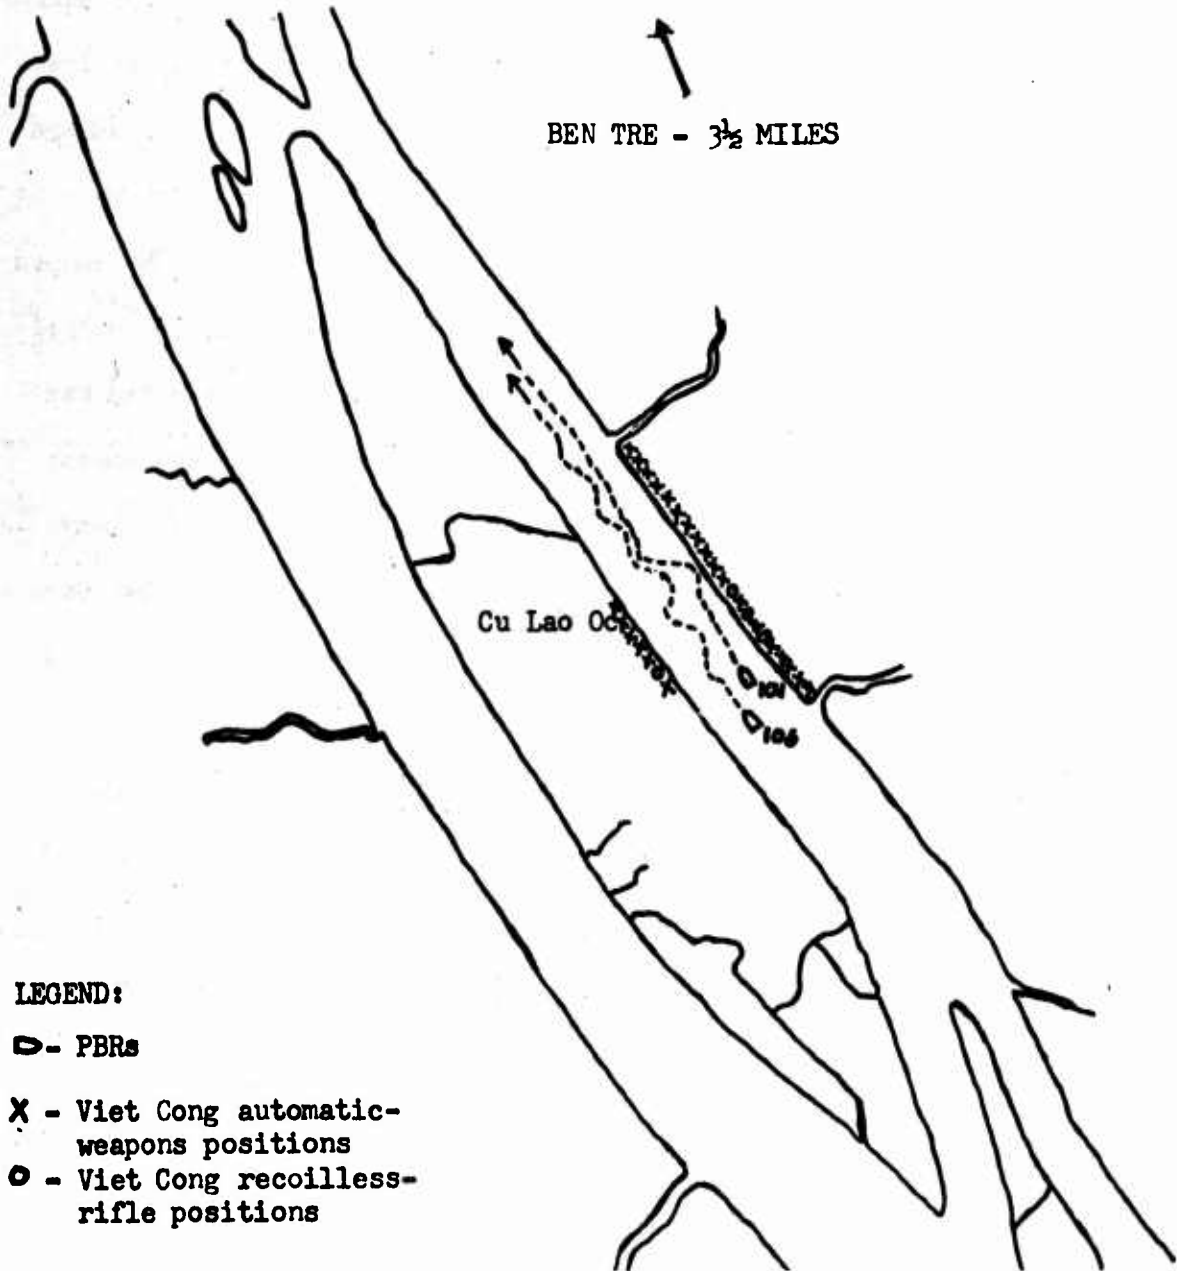 BEN TRE - 3½ MILES
Cu Lao Oc
101
106
LEGEND:
- PBRs
X - Viet Cong automatic-
weapons positions
O - Viet Cong recoilless-
rifle positions